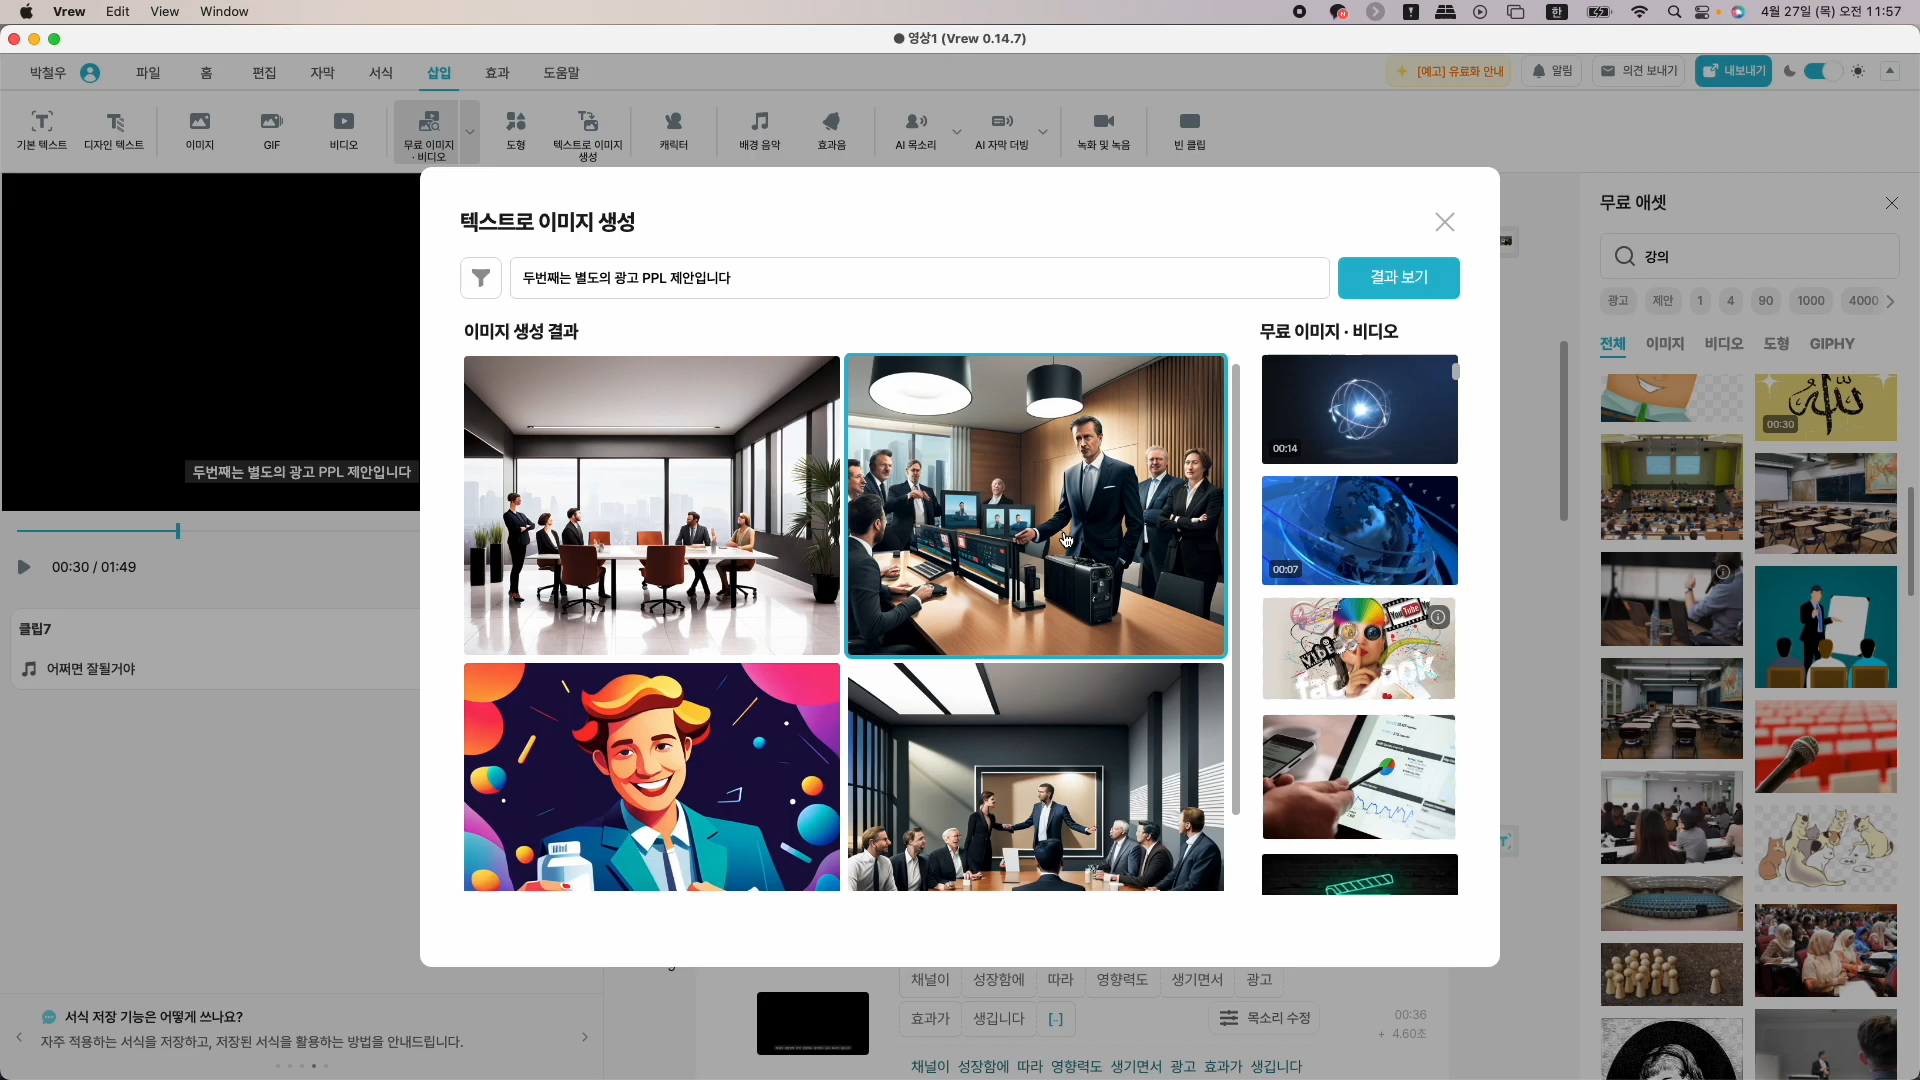 Vrew Edit View Window
한
4월 27일 (목) 오전 11:57
영상1 (Vrew 0.14.7)
박철우 파일 홈 편집 자막 서식 삽입 효과 도움말
[예고] 유료화 안내 알림 의견 보내기 내보내기
기본 텍스트 디자인 텍스트 이미지 GIF 비디오 무료 이미지 · 비디오 도형 텍스트로 이미지 생성 캐릭터 배경 음악 효과음 AI 목소리 AI 자막 더빙 녹화 및 녹음 빈 클립
두번째는 별도의 광고 PPL 제안입니다
00:30 / 01:49
클립7
어쩌면 잘될거야
서식 저장 기능은 어떻게 쓰나요?
자주 적용하는 서식을 저장하고, 저장된 서식을 활용하는 방법을 안내드립니다.
텍스트로 이미지 생성
두번째는 별도의 광고 PPL 제안입니다
결과 보기
이미지 생성 결과
무료 이미지 · 비디오
00:14
00:07
VIDE
YouTube
facebook
채널이 성장함에 따라 영향력도 생기면서 광고
효과가 생깁니다 [··]
목소리 수정
00:36
+ 4.60초
채널이 성장함에 따라 영향력도 생기면서 광고 효과가 생깁니다
무료 애셋
강의
광고 제안 1 4 90 1000 4000
전체 이미지 비디오 도형 GIPHY
00:30